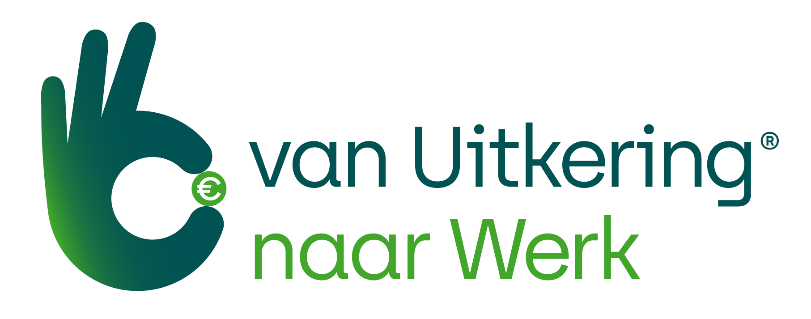 van Uitkering®
naar Werk
€